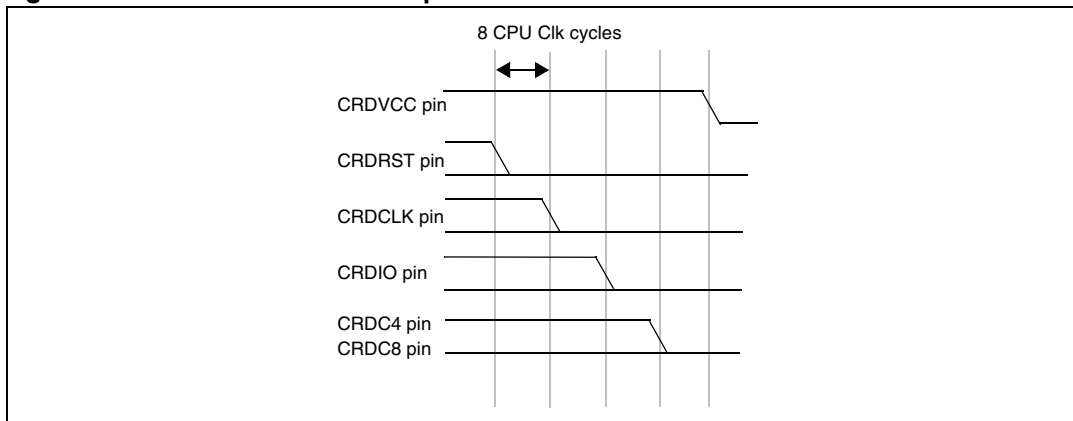 8 CPU Clk cycles
CRDVCC pin
CRDRST pin
CRDCLK pin
CRDIO pin
CRDC4 pin
CRDC8 pin